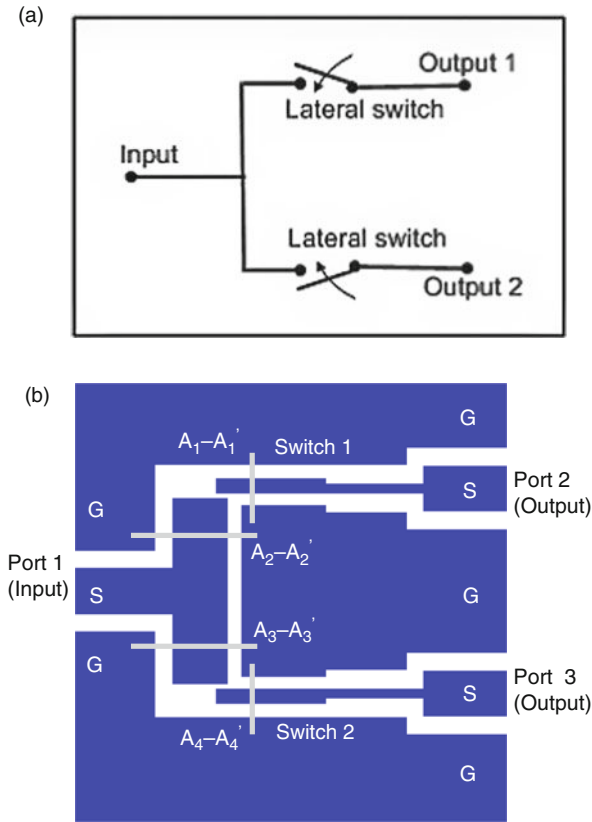 (a)
Output 1
Lateral switch
Input
Lateral switch
Output 2
(b)
A₁–A₁'
Switch 1
G
G
S
Port 2
(Output)
Port 1
(Input)
A₂–A₂'
S
G
A₃–A₃'
G
S
Port 3
(Output)
A₄–A₄'
Switch 2
G